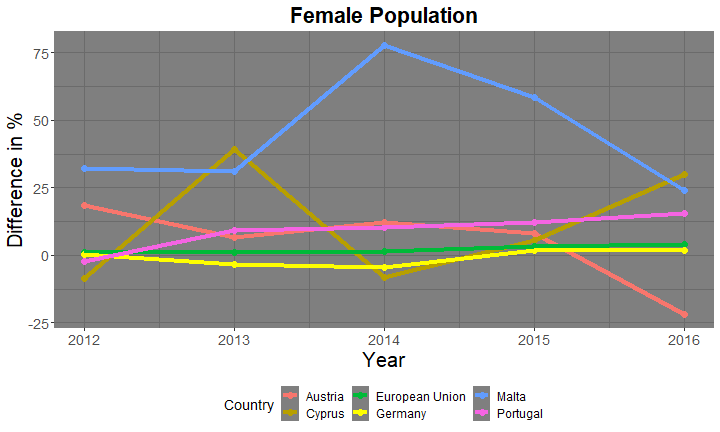 Female Population
75
50
25
0
-25
Difference in %
2012 2013 2014 2015 2016
Year
Country
Austria European Union Malta
Cyprus Germany Portugal